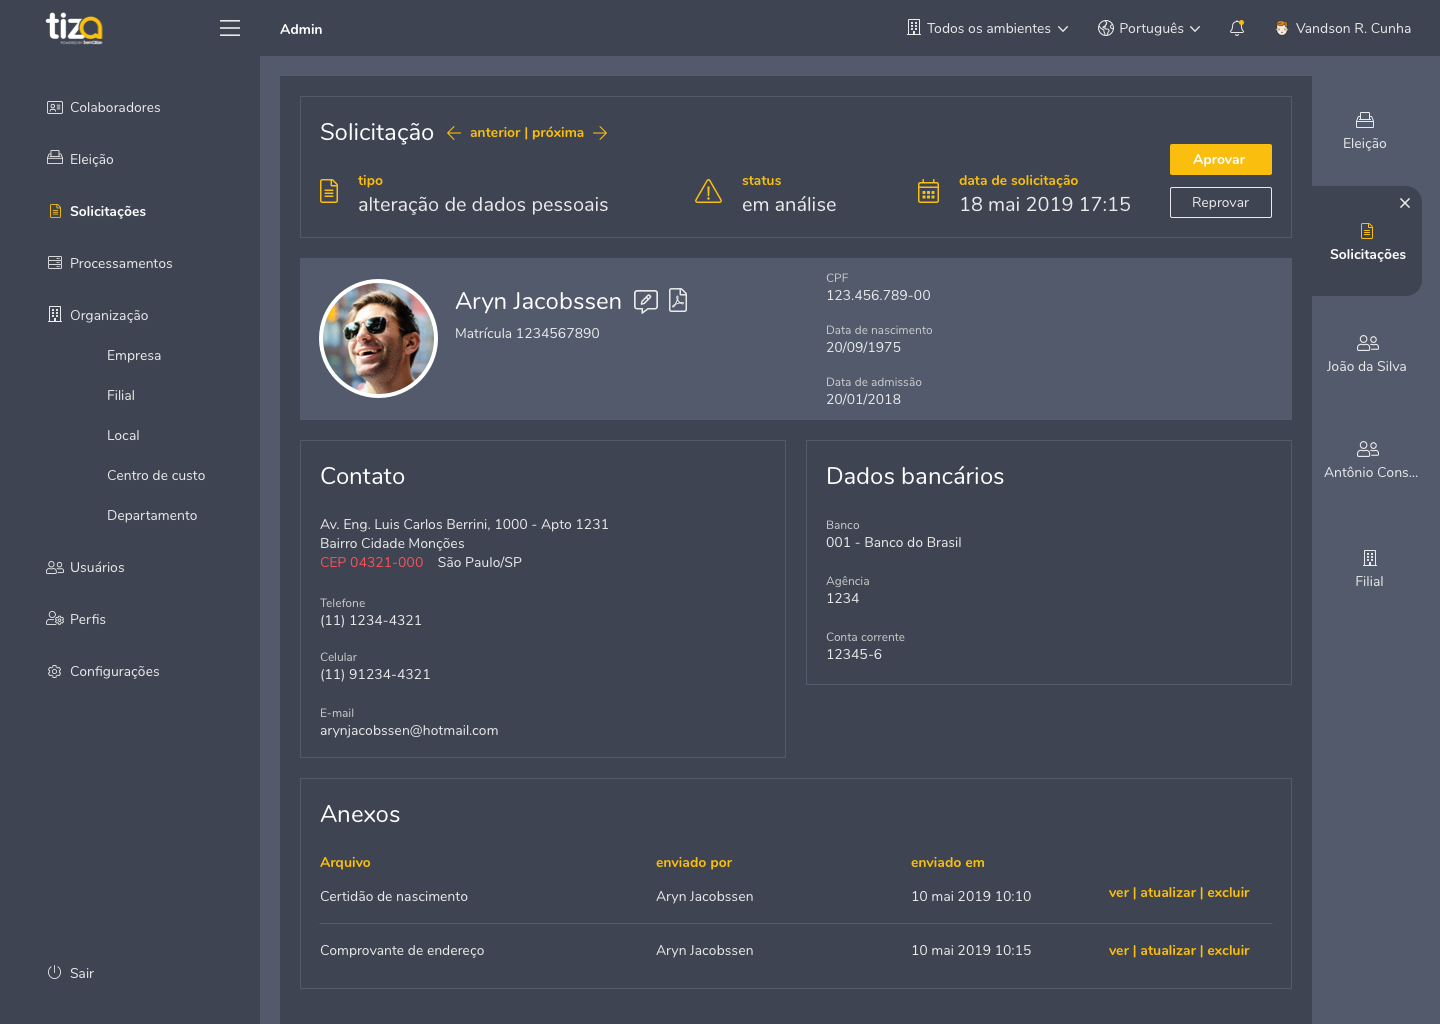 tiza
Admin
Todos os ambientes
Português
Vandson R. Cunha
Colaboradores
Eleição
Solicitações
Processamentos
Organização
Empresa
Filial
Local
Centro de custo
Departamento
Usuários
Perfis
Configurações
Sair
Solicitação
anterior | próxima
tipo
alteração de dados pessoais
status
em análise
data de solicitação
18 mai 2019 17:15
Aprovar
Reprovar
Aryn Jacobssen
Matrícula 1234567890
CPF
123.456.789-00
Data de nascimento
20/09/1975
Data de admissão
20/01/2018
Contato
Av. Eng. Luis Carlos Berrini, 1000 - Apto 1231
Bairro Cidade Monções
CEP 04321-000 São Paulo/SP
Telefone
(11) 1234-4321
Celular
(11) 91234-4321
E-mail
arynjacobssen@hotmail.com
Dados bancários
Banco
001 - Banco do Brasil
Agência
1234
Conta corrente
12345-6
Anexos
Arquivo enviado por enviado em
Certidão de nascimento Aryn Jacobssen 10 mai 2019 10:10 ver | atualizar | excluir
Comprovante de endereço Aryn Jacobssen 10 mai 2019 10:15 ver | atualizar | excluir
Eleição
Solicitações
João da Silva
Antônio Cons...
Filial